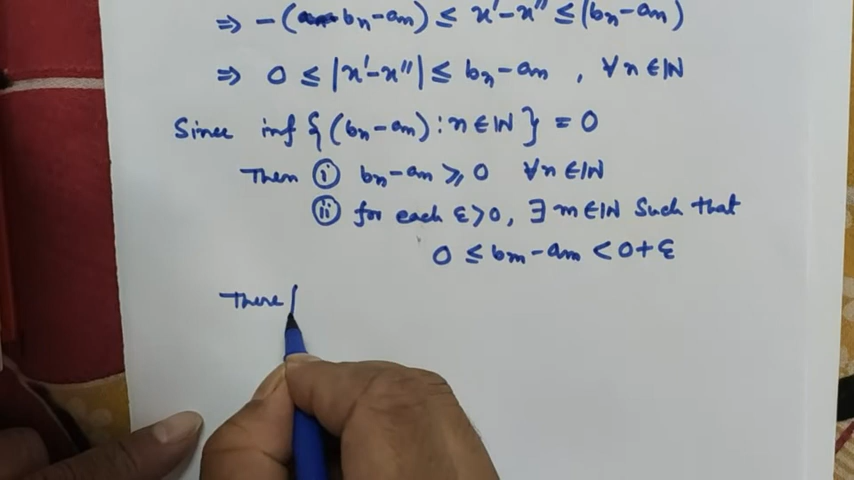 ⇒ -(bn-an) ≤ x'-x'' ≤ (bn-an)
⇒ 0 ≤ |x'-x''| ≤ bn-an , ∀ n ∈ ℕ
Since inf {(bn-an) : n ∈ ℕ} = 0
Then (i) bn-an ≥ 0 ∀ n ∈ ℕ
(ii) for each ε>0, ∃ m ∈ ℕ Such that
0 ≤ bm-am < 0+ε
There